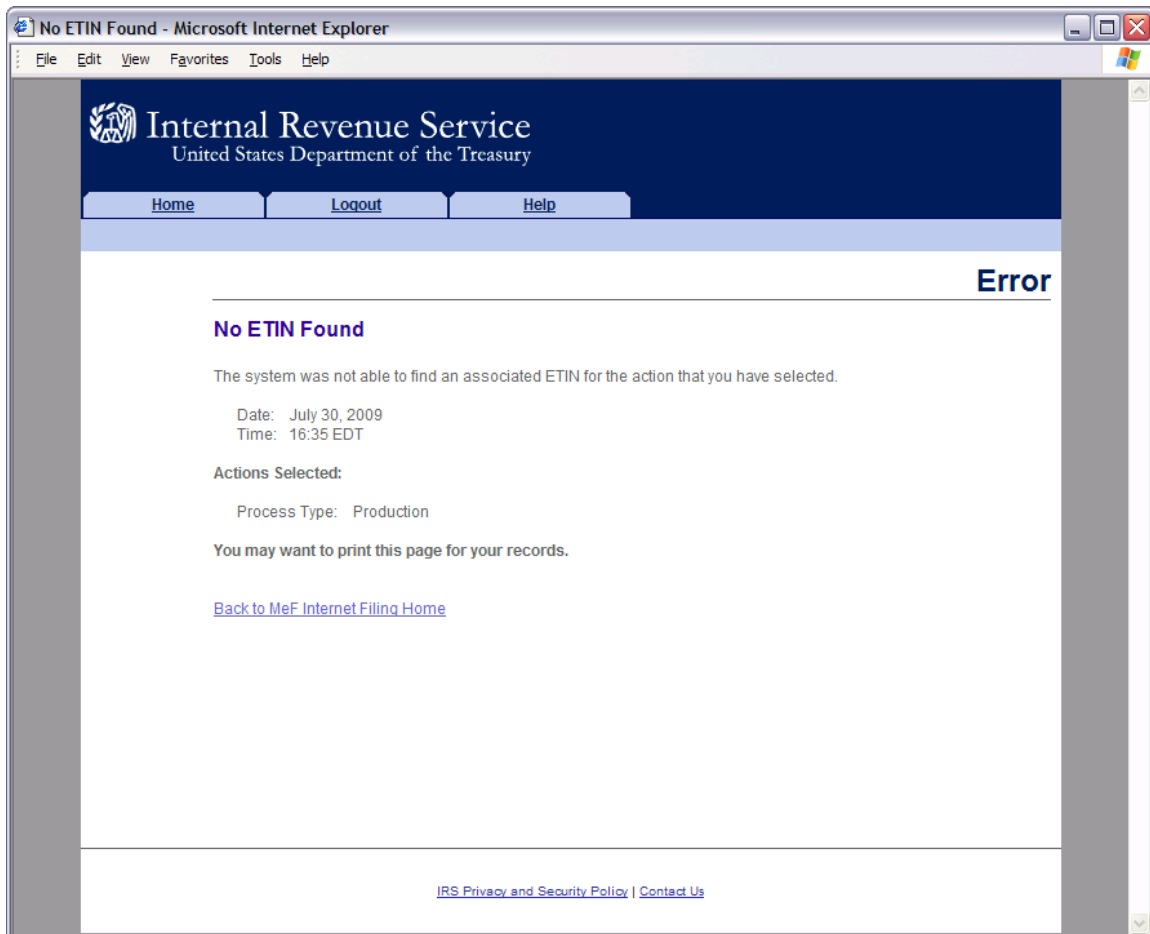 No ETIN Found - Microsoft Internet Explorer
File Edit View Favorites Tools Help
Internal Revenue Service
United States Department of the Treasury
Home Logout Help
Error
No ETIN Found
The system was not able to find an associated ETIN for the action that you have selected.
Date: July 30, 2009
Time: 16:35 EDT
Actions Selected:
Process Type: Production
You may want to print this page for your records.
Back to MeF Internet Filing Home
IRS Privacy and Security Policy | Contact Us